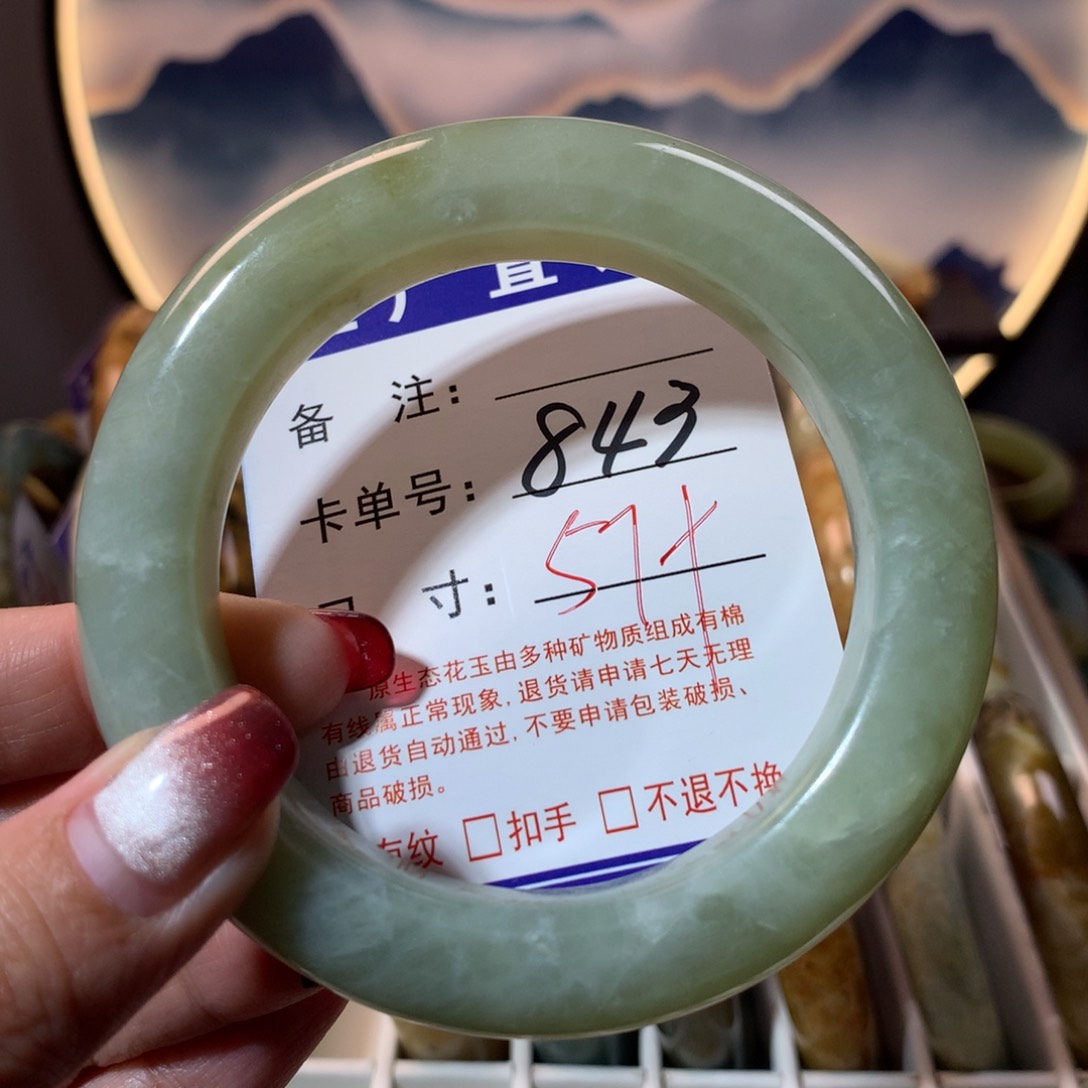 厂直
备 注：
卡单号： 843
寸： 57+
原生态花玉由多种矿物质组成有棉
有线属正常现象，退货请申请七天无理
由退货自动通过，不要申请包装破损、
商品破损。
有纹 □扣手 □不退不换